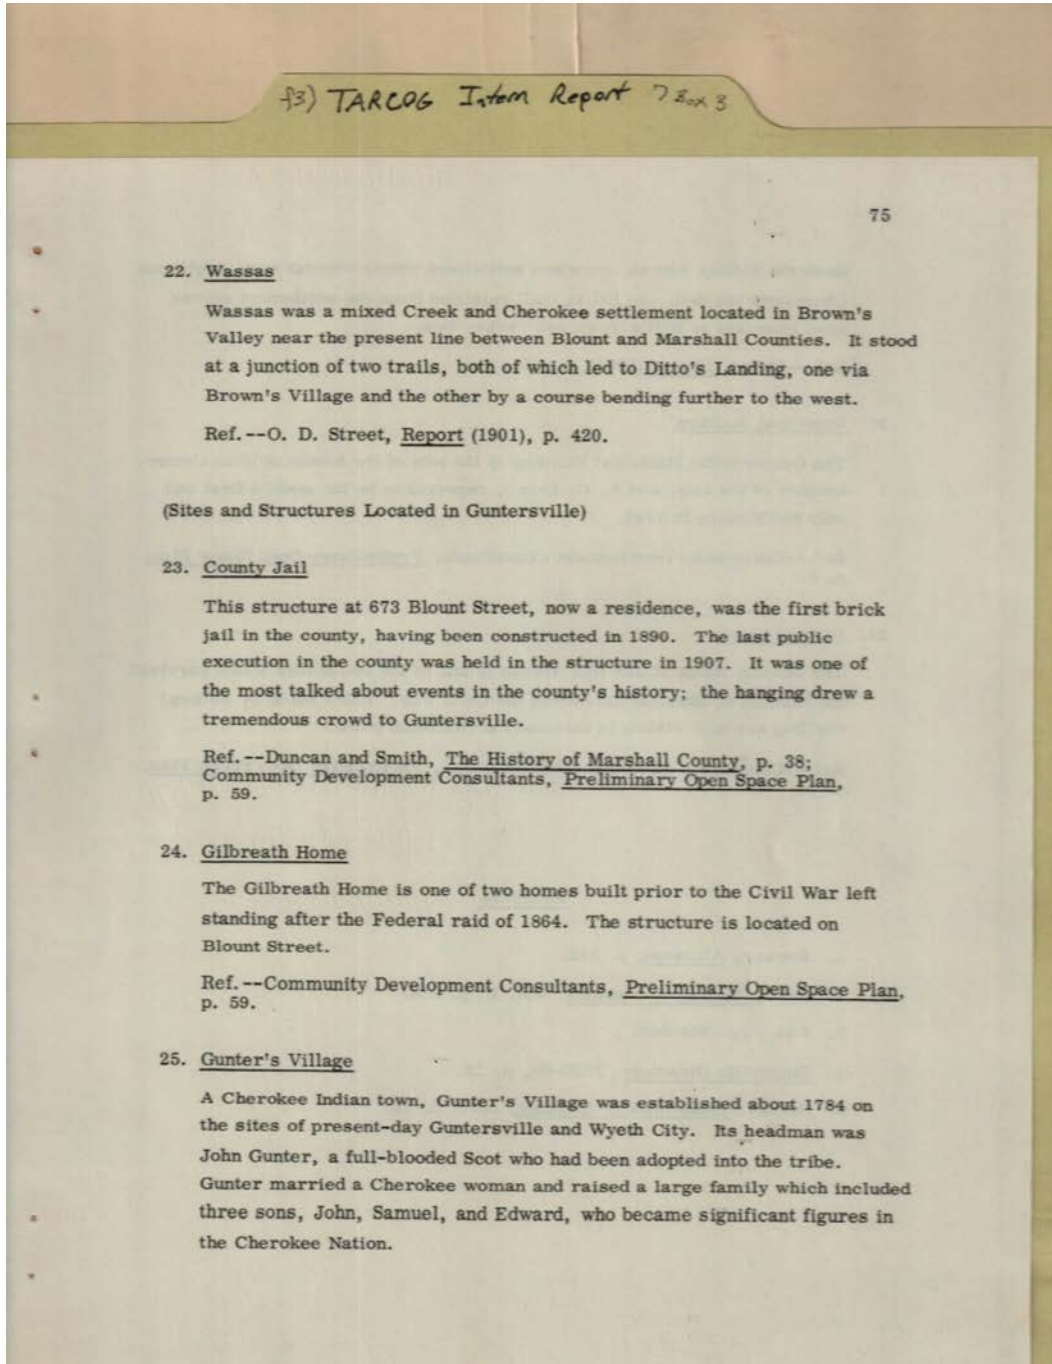 f3) TARCOG Intern Report 7 Box 3
75
22. Wassas
Wassas was a mixed Creek and Cherokee settlement located in Brown's
Valley near the present line between Blount and Marshall Counties. It stood
at a junction of two trails, both of which led to Ditto's Landing, one via
Brown's Village and the other by a course bending further to the west.
Ref.--O. D. Street, Report (1901), p. 420.
(Sites and Structures Located in Guntersville)
23. County Jail
This structure at 673 Blount Street, now a residence, was the first brick
jail in the county, having been constructed in 1890. The last public
execution in the county was held in the structure in 1907. It was one of
the most talked about events in the county's history; the hanging drew a
tremendous crowd to Guntersville.
Ref.--Duncan and Smith, The History of Marshall County, p. 38;
Community Development Consultants, Preliminary Open Space Plan,
p. 59.
24. Gilbreath Home
The Gilbreath Home is one of two homes built prior to the Civil War left
standing after the Federal raid of 1864. The structure is located on
Blount Street.
Ref.--Community Development Consultants, Preliminary Open Space Plan,
p. 59.
25. Gunter's Village
A Cherokee Indian town, Gunter's Village was established about 1784 on
the sites of present-day Guntersville and Wyeth City. Its headman was
John Gunter, a full-blooded Scot who had been adopted into the tribe.
Gunter married a Cherokee woman and raised a large family which included
three sons, John, Samuel, and Edward, who became significant figures in
the Cherokee Nation.